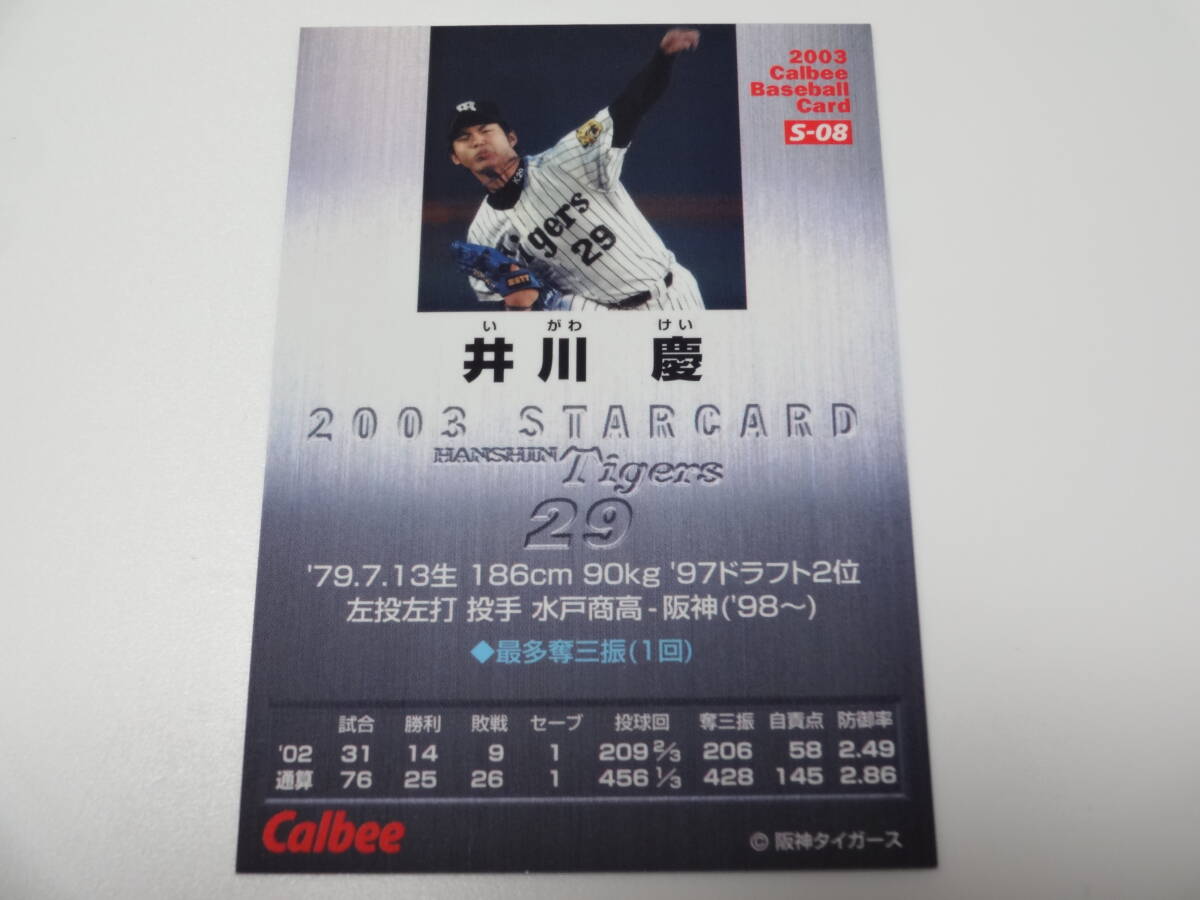 2003
Calbee
Baseball
Card
S-08
Tigers
29
い がわ けい
井川 慶
2003 STARCARD
HANSHIN Tigers
29
'79.7.13生 186cm 90kg '97ドラフト2位
左投左打 投手 水戸商高-阪神('98〜)
◆最多奪三振(1回)
試合 勝利 敗戦 セーブ 投球回 奪三振 自責点 防御率
'02 31 14 9 1 209 2/3 206 58 2.49
通算 76 25 26 1 456 1/3 428 145 2.86
Calbee
© 阪神タイガース